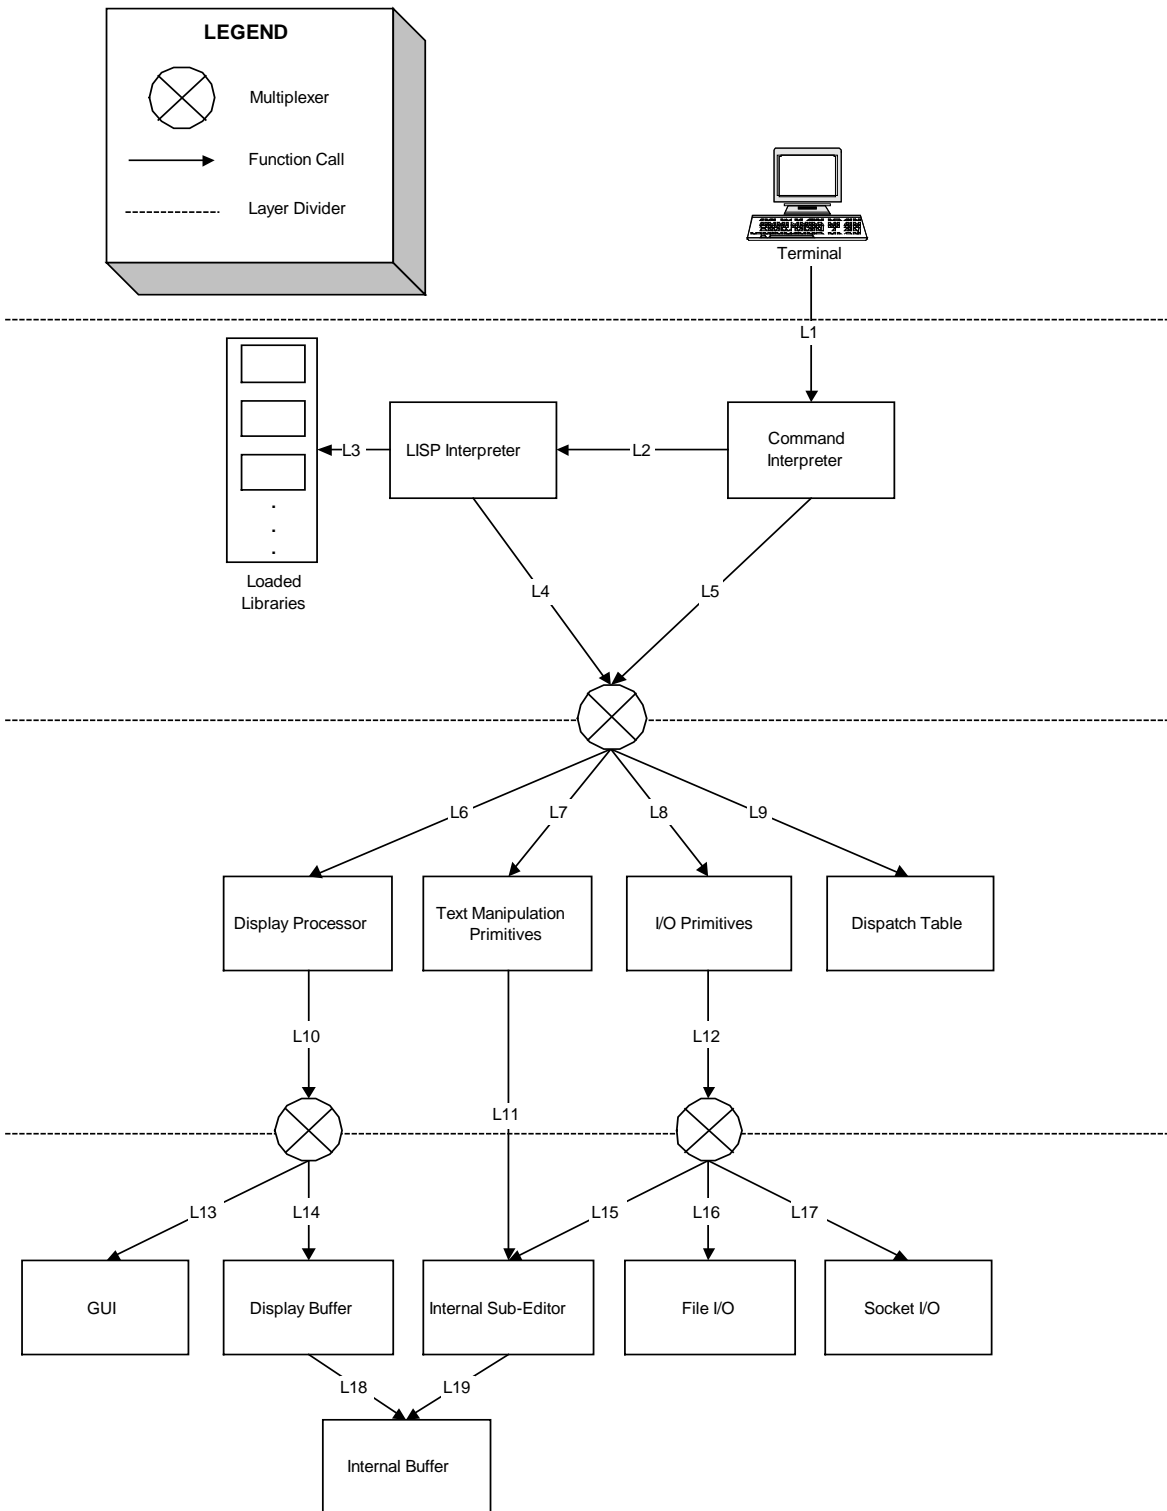 LEGEND
Multiplexer
Function Call
Layer Divider
Terminal
L1
Command
Interpreter
LISP Interpreter
L2
L3
.
.
.
Loaded
Libraries
L4
L5
L6
L7
L8
L9
Display Processor
Text Manipulation
Primitives
I/O Primitives
Dispatch Table
L10
L12
L11
L13
L14
L15
L16
L17
GUI
Display Buffer
Internal Sub-Editor
File I/O
Socket I/O
L18
L19
Internal Buffer